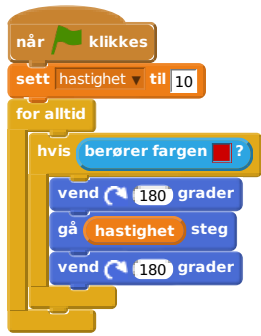 når klikkes
sett hastighet til 10
for alltid
hvis berører fargen ?
vend 180 grader
gå hastighet steg
vend 180 grader